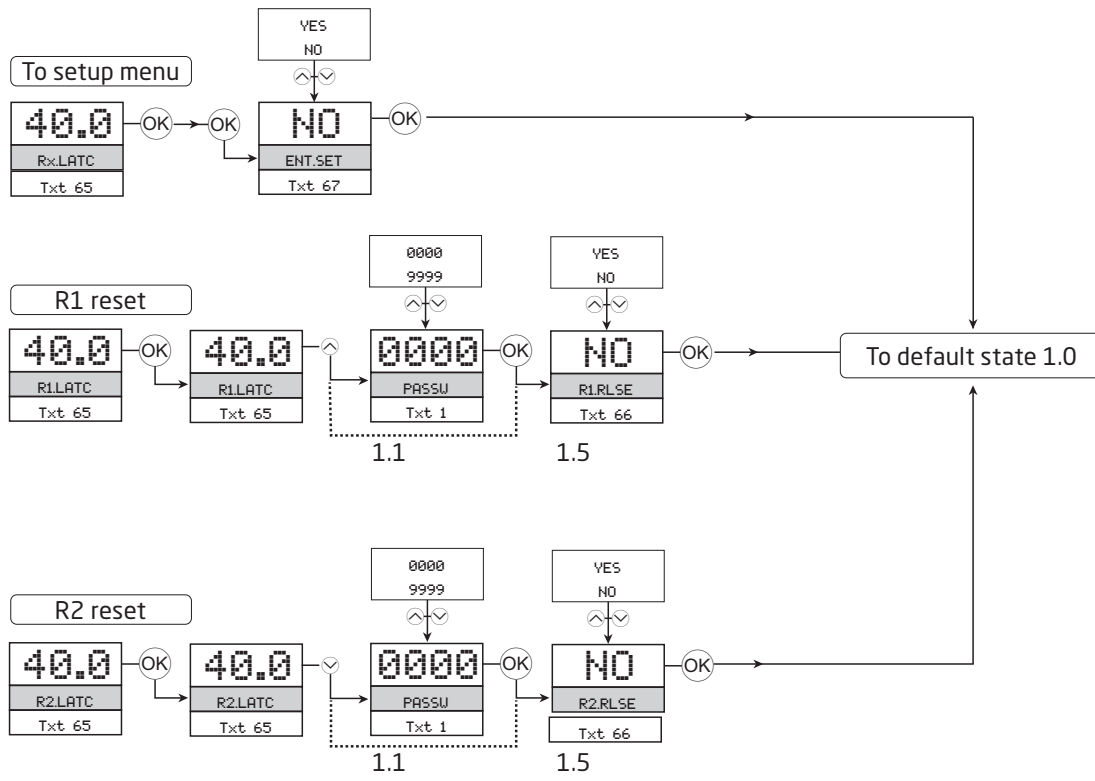 YES
NO
To setup menu
40.0 OK OK NO OK
Rx.LATC ENT.SET
Txt 65 Txt 67
0000 YES
9999 NO
R1 reset
40.0 OK 40.0 0000 OK NO OK To default state 1.0
R1.LATC R1.LATC PASSW R1.RLSE
Txt 65 Txt 65 Txt 1 Txt 66
1.1 1.5
0000 YES
9999 NO
R2 reset
40.0 OK 40.0 0000 OK NO OK
R2.LATC R2.LATC PASSW R2.RLSE
Txt 65 Txt 65 Txt 1 Txt 66
1.1 1.5